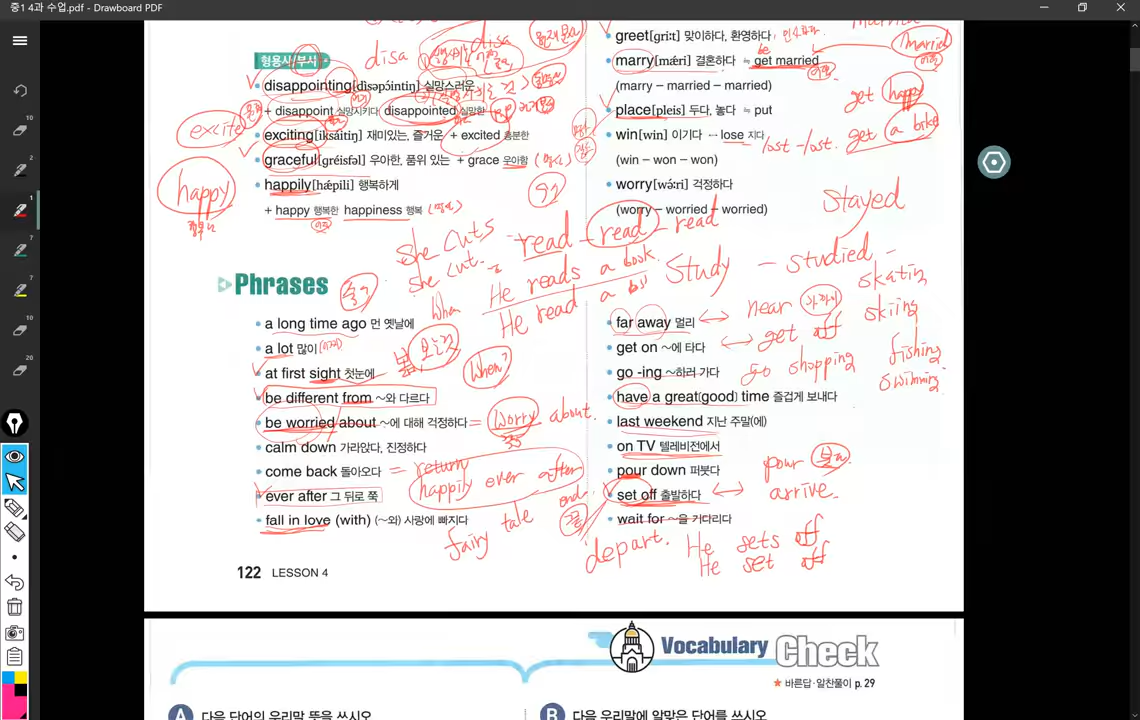 중1 4과 수업.pdf - Drawboard PDF
형용사/부사
disa
disa
disappointing[dìsəpɔ́intiŋ] 실망스러운
+ disappoint 실망시키다 disappointed 실망한
excite
exciting[iksáitiŋ] 재미있는, 즐거운 + excited 흥분한
graceful[gréisfəl] 우아한, 품위 있는 + grace 우아함 (명사)
happy
happily[hǽpili] 행복하게
+ happy 행복한 happiness 행복 (명사)
greet[gri:t] 맞이하다, 환영하다
marry[mǽri] 결혼하다 ≒ get married
be
married
(marry – married – married)
get happy
place[pleis] 두다, 놓다 ≒ put
get a bike
win[win] 이기다 ↔ lose 지다
lost - lost.
(win – won – won)
worry[wə́:ri] 걱정하다
(worry – worried – worried)
stayed
She cuts
she cut.
read - read - read
He reads a book.
He read a
study - studied -
Phrases
a long time ago 먼 옛날에
a lot 많이
at first sight 첫눈에
be different from ~와 다르다
be worried about ~에 대해 걱정하다 = worry about.
calm down 가라앉다, 진정하다
come back 돌아오다 = return
happily ever after
ever after 그 뒤로 쭉
end
fall in love (with) (~와) 사랑에 빠지다
fairy tale
When
When?
far away 멀리 ↔ near 가까이
get on ~에 타다 ↔ get off
go -ing ~하러 가다 go shopping
skating
skiing
fishing
swimming
have a great(good) time 즐겁게 보내다
last weekend 지난 주말(에)
on TV 텔레비전에서
pour down 퍼붓다
pour 붓다
set off 출발하다 ↔ arrive.
wait for ~을 기다리다
depart.
He sets off
He set off
122 LESSON 4
Vocabulary Check
★ 바른답·알찬풀이 p. 29
A 다음 단어의 우리말 뜻을 쓰시오
B 다음 우리말에 알맞은 단어를 쓰시오